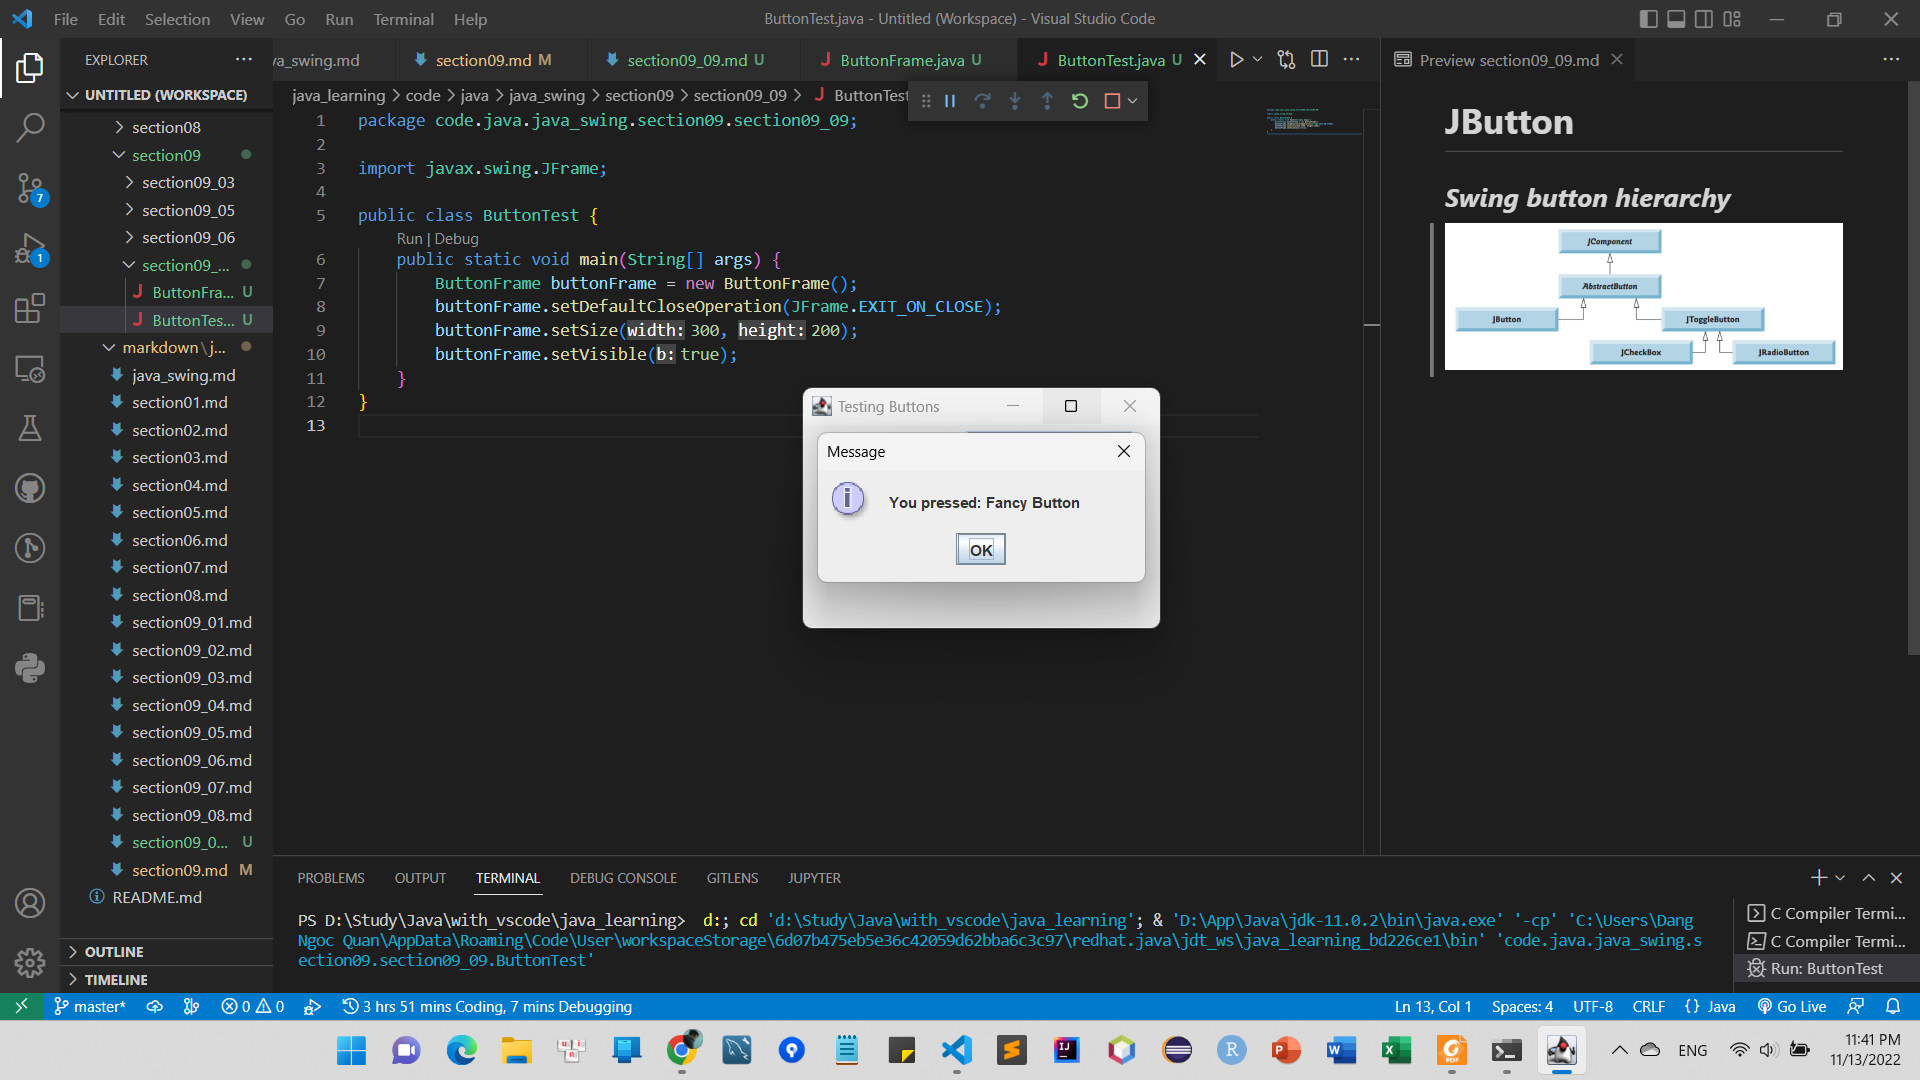 File Edit Selection View Go Run Terminal Help
ButtonTest.java - Untitled (Workspace) - Visual Studio Code
EXPLORER
va_swing.md
section09.md M
section09_09.md U
ButtonFrame.java U
ButtonTest.java U
Preview section09_09.md
UNTITLED (WORKSPACE)
section08
section09
section09_03
section09_05
section09_06
section09_...
ButtonFra... U
ButtonTes... U
markdown\j...
java_swing.md
section01.md
section02.md
section03.md
section04.md
section05.md
section06.md
section07.md
section08.md
section09_01.md
section09_02.md
section09_03.md
section09_04.md
section09_05.md
section09_06.md
section09_07.md
section09_08.md
section09_0... U
section09.md M
README.md
OUTLINE
TIMELINE
7
1
java_learning > code > java > java_swing > section09 > section09_09 > ButtonTest
1 package code.java.java_swing.section09.section09_09;
2
3 import javax.swing.JFrame;
4
5 public class ButtonTest {
Run | Debug
6 public static void main(String[] args) {
7 ButtonFrame buttonFrame = new ButtonFrame();
8 buttonFrame.setDefaultCloseOperation(JFrame.EXIT_ON_CLOSE);
9 buttonFrame.setSize(width: 300, height: 200);
10 buttonFrame.setVisible(b: true);
11 }
12 }
13
Testing Buttons
Message
You pressed: Fancy Button
OK
JButton
Swing button hierarchy
JComponent
AbstractButton
JButton
JToggleButton
JCheckBox
JRadioButton
PROBLEMS OUTPUT TERMINAL DEBUG CONSOLE GITLENS JUPYTER
PS D:\Study\Java\with_vscode\java_learning> d:; cd 'd:\Study\Java\with_vscode\java_learning'; & 'D:\App\Java\jdk-11.0.2\bin\java.exe' '-cp' 'C:\Users\Dang
Ngoc Quan\AppData\Roaming\Code\User\workspaceStorage\6d07b475eb5e36c42059d62bba6c3c97\redhat.java\jdt_ws\java_learning_bd226ce1\bin' 'code.java.java_swing.s
ection09.section09_09.ButtonTest'
C Compiler Termi...
C Compiler Termi...
Run: ButtonTest
master* 0 0 3 hrs 51 mins Coding, 7 mins Debugging
Ln 13, Col 1 Spaces: 4 UTF-8 CRLF {} Java Go Live
ENG
11:41 PM
11/13/2022